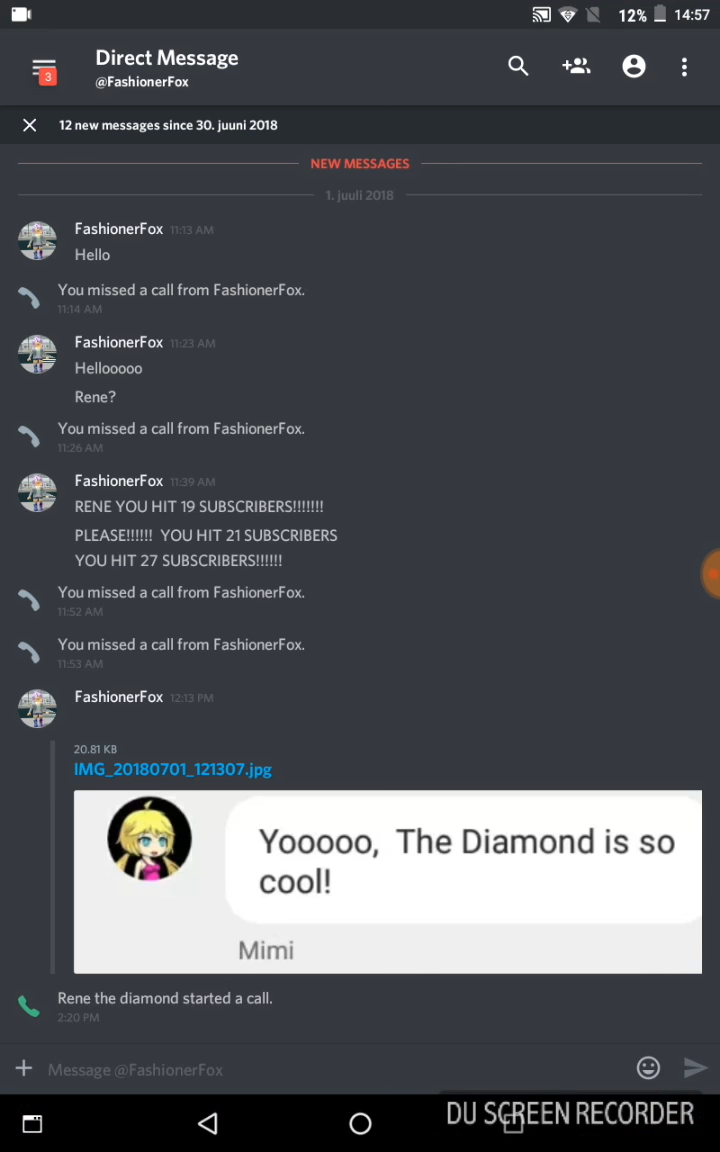 12% 14:57
Direct Message
3
@FashionerFox
12 new messages since 30. juuni 2018
NEW MESSAGES
1. juuli 2018
FashionerFox 11:13 AM
Hello
You missed a call from FashionerFox.
11:14 AM
FashionerFox 11:23 AM
Hellooooo
Rene?
You missed a call from FashionerFox.
11:26 AM
FashionerFox 11:39 AM
RENE YOU HIT 19 SUBSCRIBERS!!!!!!!
PLEASE!!!!!! YOU HIT 21 SUBSCRIBERS
YOU HIT 27 SUBSCRIBERS!!!!!!
You missed a call from FashionerFox.
11:52 AM
You missed a call from FashionerFox.
11:53 AM
FashionerFox 12:13 PM
20.81 KB
IMG_20180701_121307.jpg
Yooooo, The Diamond is so
cool!
Mimi
Rene the diamond started a call.
2:20 PM
Message @FashionerFox
DU SCREEN RECORDER